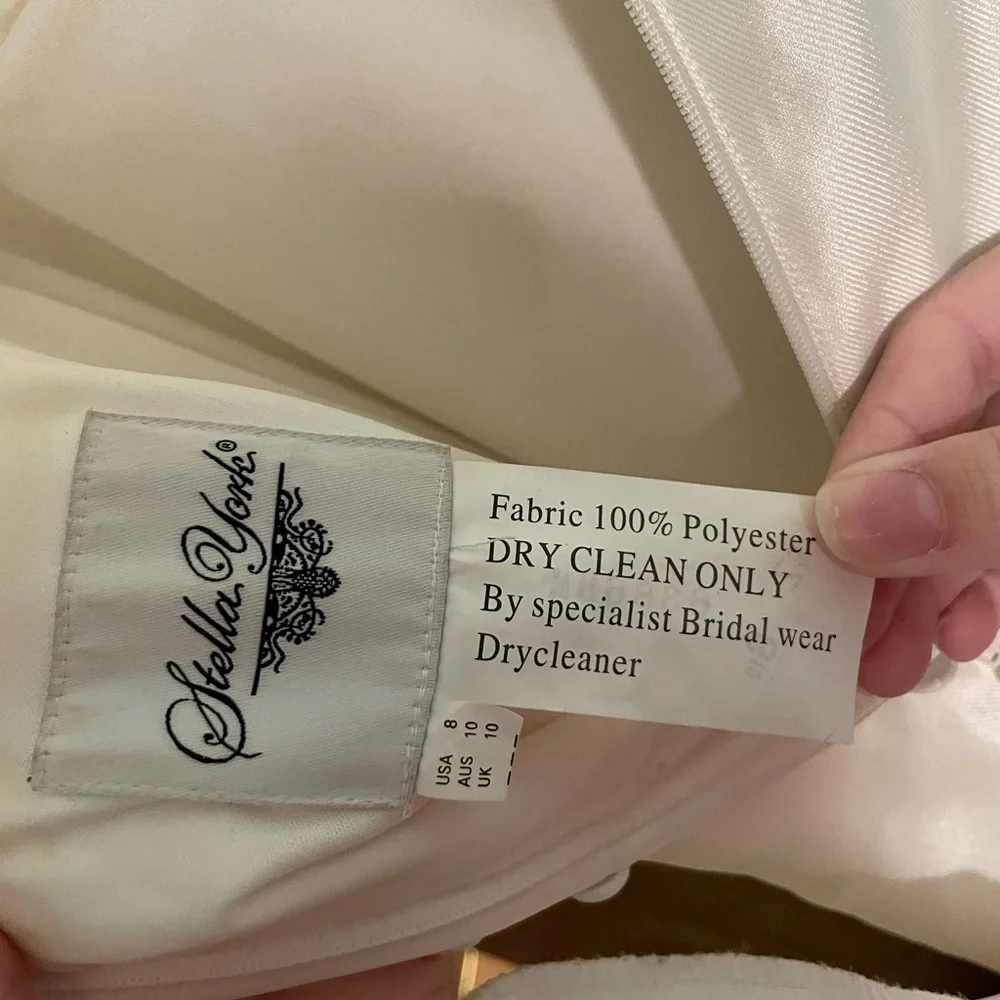 Stella York®
Fabric 100% Polyester
DRY CLEAN ONLY
By specialist Bridal wear
Drycleaner
USA 8
AUS 10
UK 10